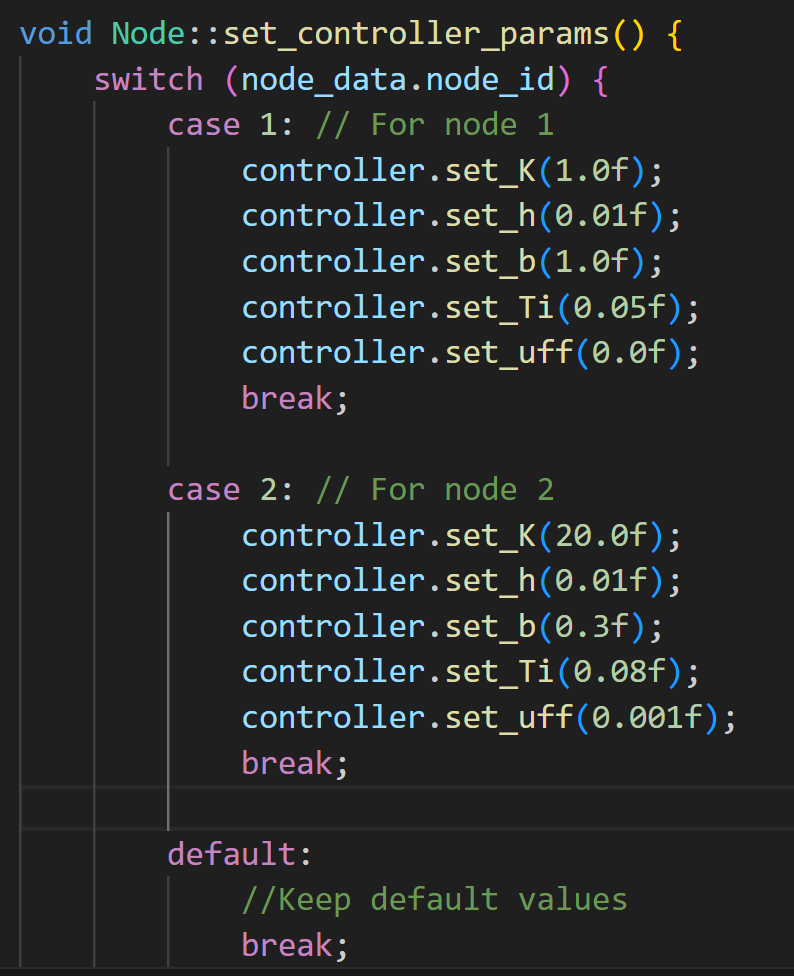 void Node::set_controller_params() {
    switch (node_data.node_id) {
        case 1: // For node 1
            controller.set_K(1.0f);
            controller.set_h(0.01f);
            controller.set_b(1.0f);
            controller.set_Ti(0.05f);
            controller.set_uff(0.0f);
            break;

        case 2: // For node 2
            controller.set_K(20.0f);
            controller.set_h(0.01f);
            controller.set_b(0.3f);
            controller.set_Ti(0.08f);
            controller.set_uff(0.001f);
            break;

        default:
            //Keep default values
            break;